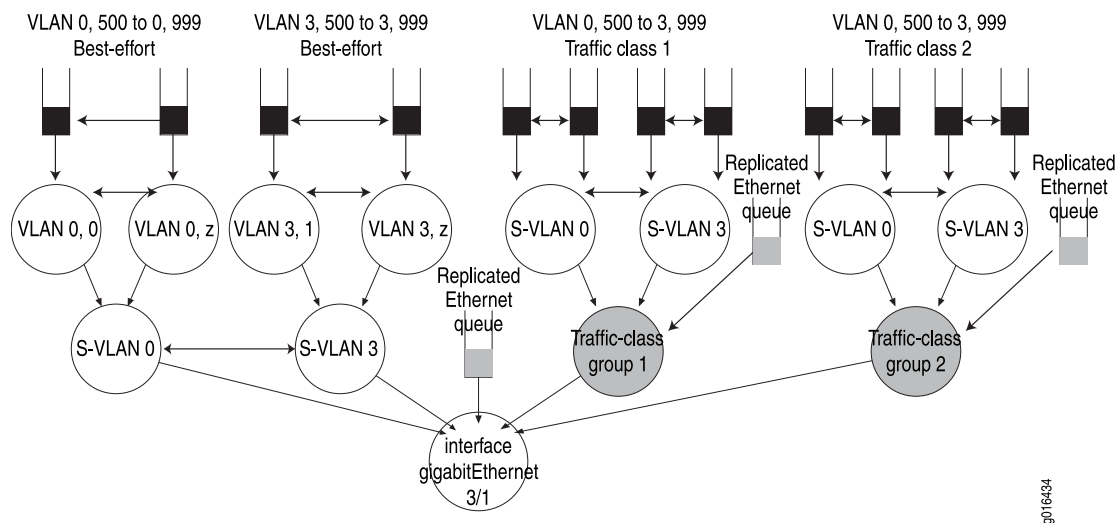 VLAN 0, 500 to 0, 999
Best-effort
VLAN 3, 500 to 3, 999
Best-effort
VLAN 0, 500 to 3, 999
Traffic class 1
VLAN 0, 500 to 3, 999
Traffic class 2
Replicated
Ethernet
queue
Replicated
Ethernet
queue
VLAN 0, 0
VLAN 0, z
VLAN 3, 1
VLAN 3, z
S-VLAN 0
S-VLAN 3
S-VLAN 0
S-VLAN 3
Replicated
Ethernet
queue
S-VLAN 0
S-VLAN 3
Traffic-class
group 1
Traffic-class
group 2
interface
gigabitEthernet
3/1
g016434